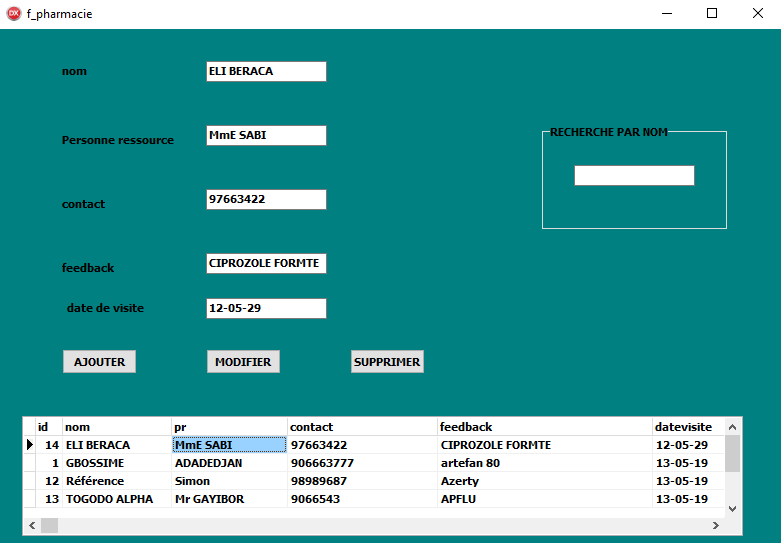 DX f_pharmacie
nom ELI BERACA
Personne ressource MmE SABI
RECHERCHE PAR NOM
contact 97663422
feedback CIPROZOLE FORMTE
date de visite 12-05-29
AJOUTER MODIFIER SUPPRIMER
id nom pr contact feedback datevisite
14 ELI BERACA MmE SABI 97663422 CIPROZOLE FORMTE 12-05-29
1 GBOSSIME ADADEDJAN 906663777 artefan 80 13-05-19
12 Référence Simon 98989687 Azerty 13-05-19
13 TOGODO ALPHA Mr GAYIBOR 9066543 APFLU 13-05-19